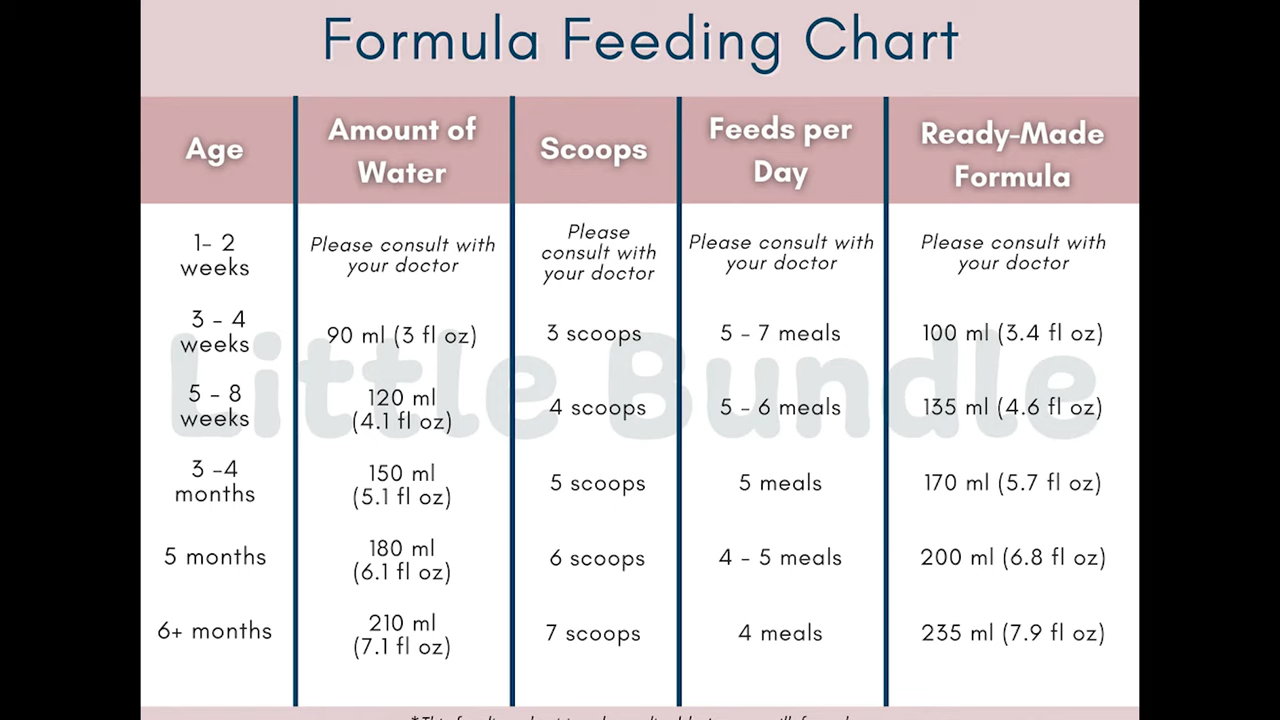 Formula Feeding Chart
Age
Amount of
Water
Scoops
Feeds per
Day
Ready-Made
Formula
1- 2
weeks
Please consult with
your doctor
Please
consult with
your doctor
Please consult with
your doctor
Please consult with
your doctor
3 - 4
weeks
90 ml (3 fl oz)
3 scoops
5 - 7 meals
100 ml (3.4 fl oz)
5 - 8
weeks
120 ml
(4.1 fl oz)
4 scoops
5 - 6 meals
135 ml (4.6 fl oz)
3 -4
months
150 ml
(5.1 fl oz)
5 scoops
5 meals
170 ml (5.7 fl oz)
5 months
180 ml
(6.1 fl oz)
6 scoops
4 - 5 meals
200 ml (6.8 fl oz)
6+ months
210 ml
(7.1 fl oz)
7 scoops
4 meals
235 ml (7.9 fl oz)
Little Bundle